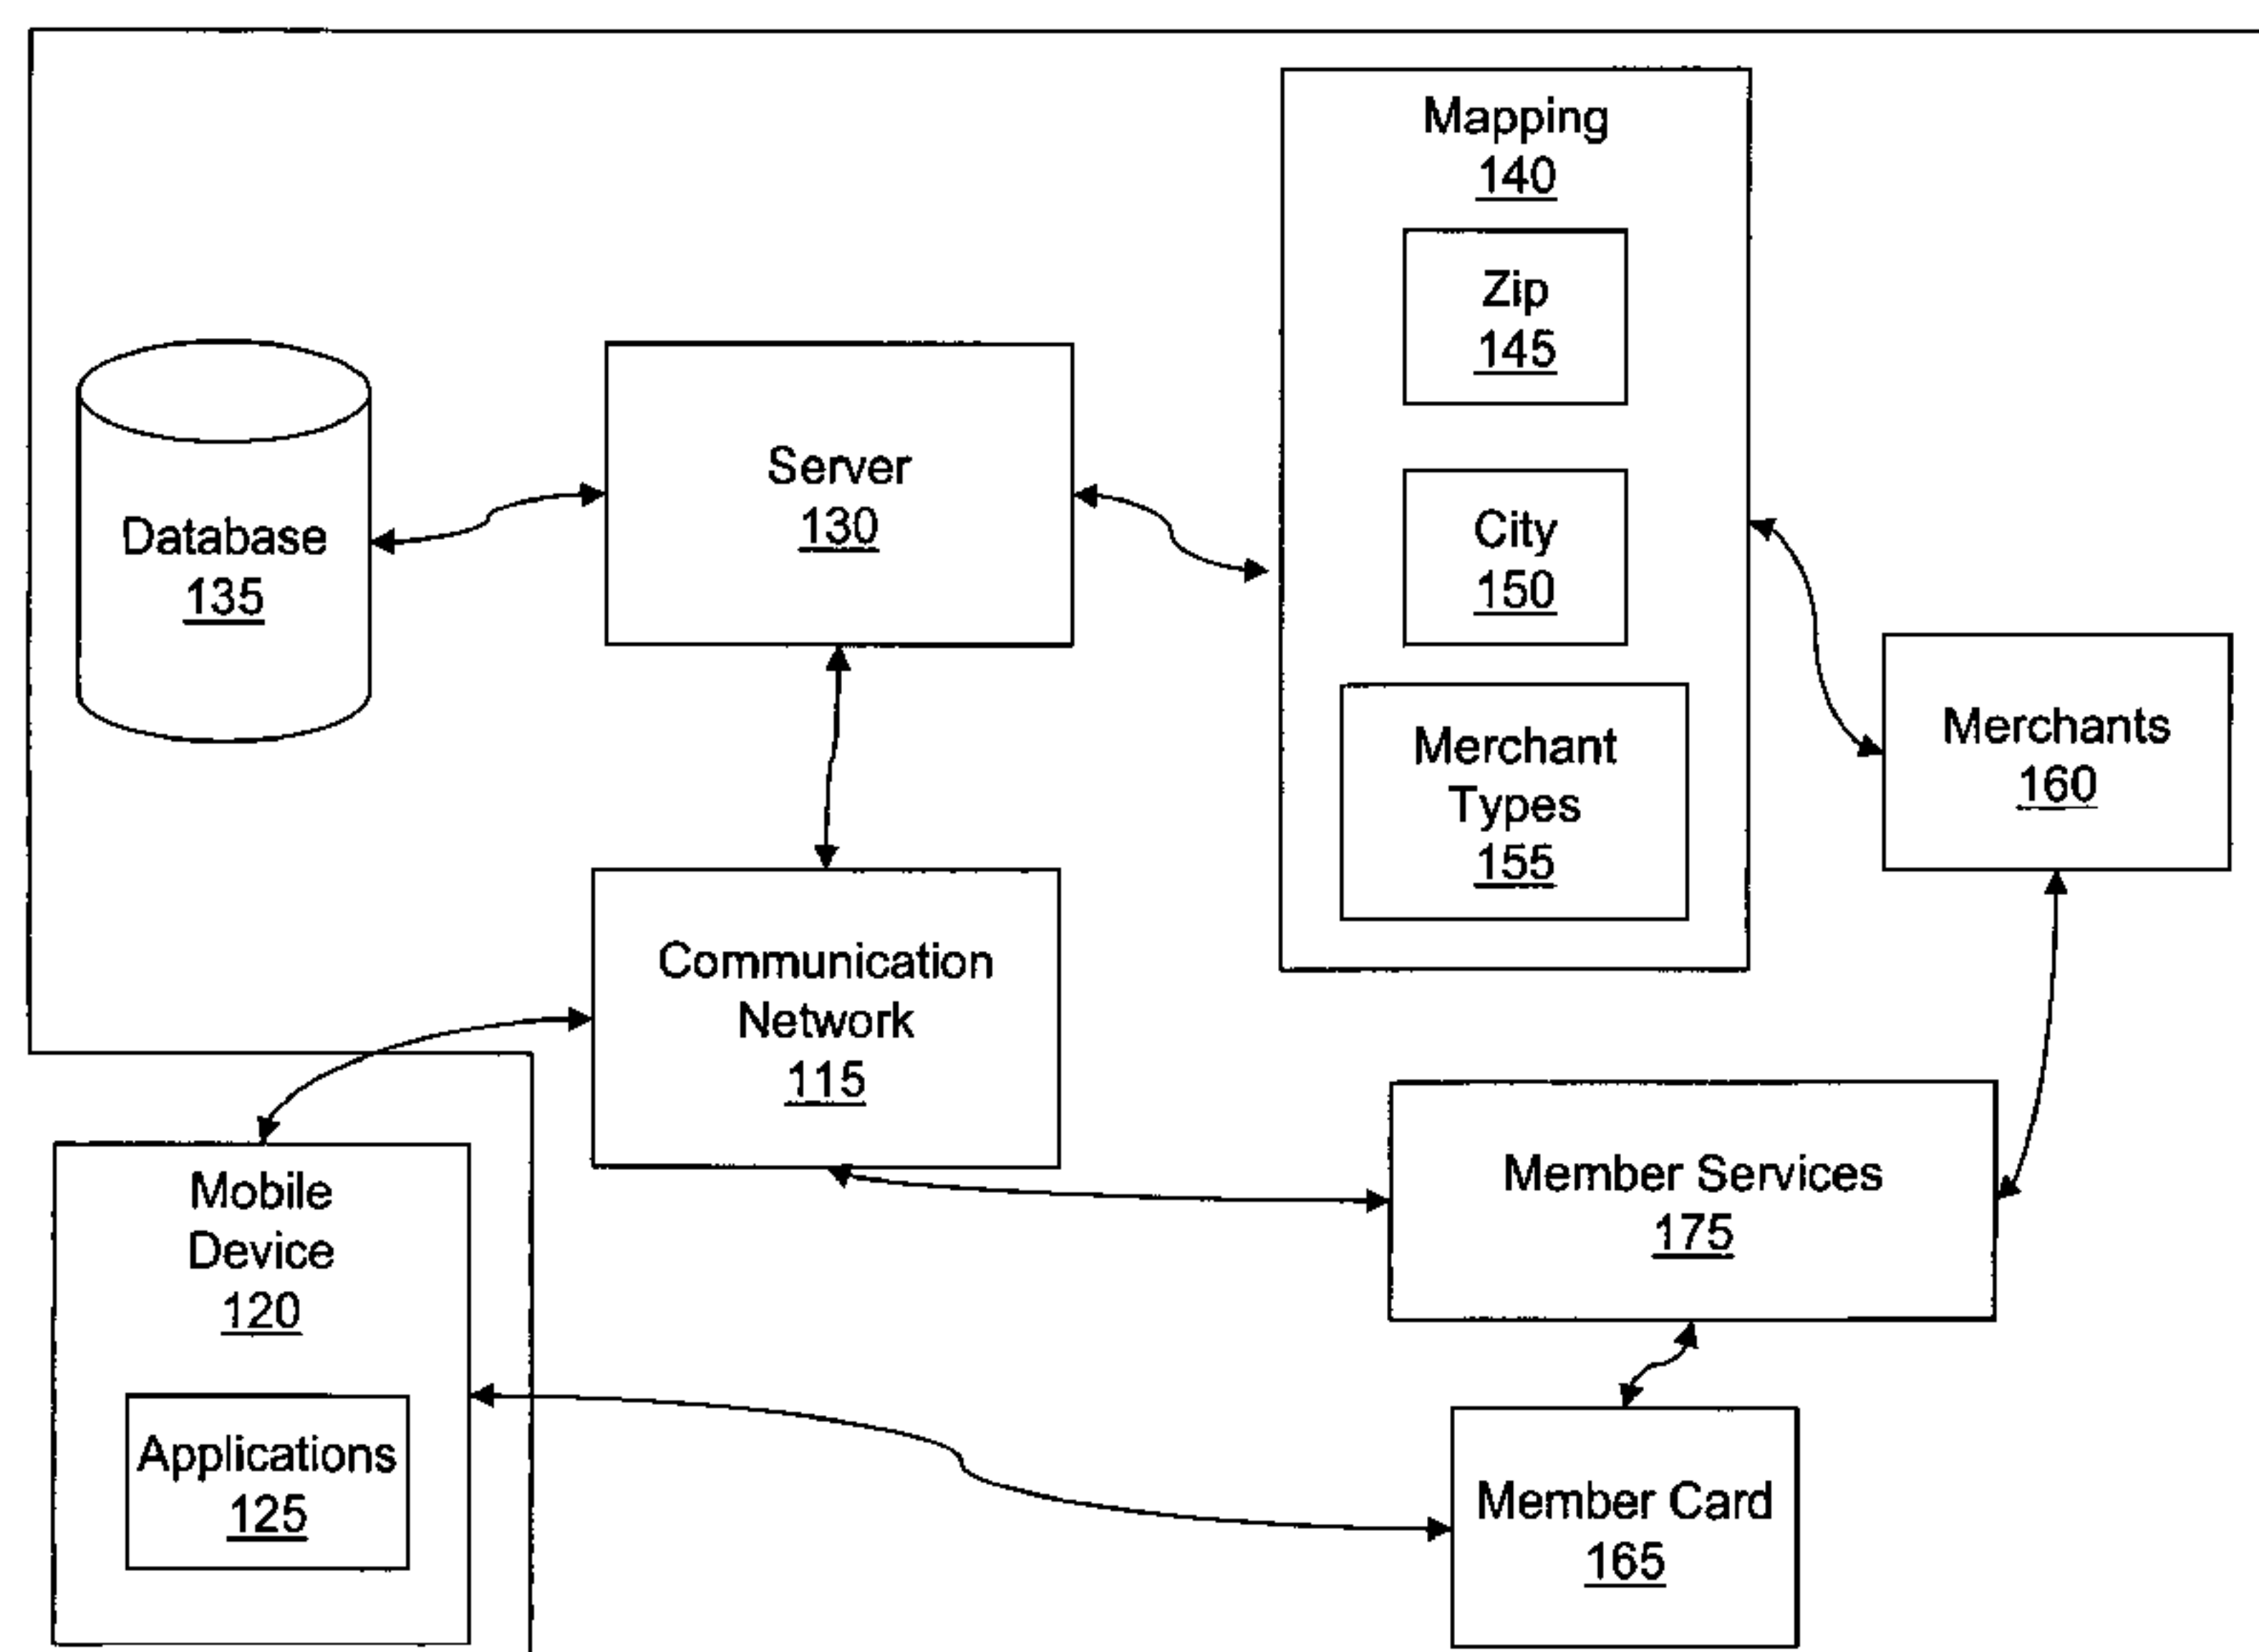 Mapping
140
Zip
145
Server
130
Database
135
City
150
Merchant
Types
155
Merchants
160
Communication
Network
115
Mobile
Device
120
Member Services
175
Applications
125
Member Card
165